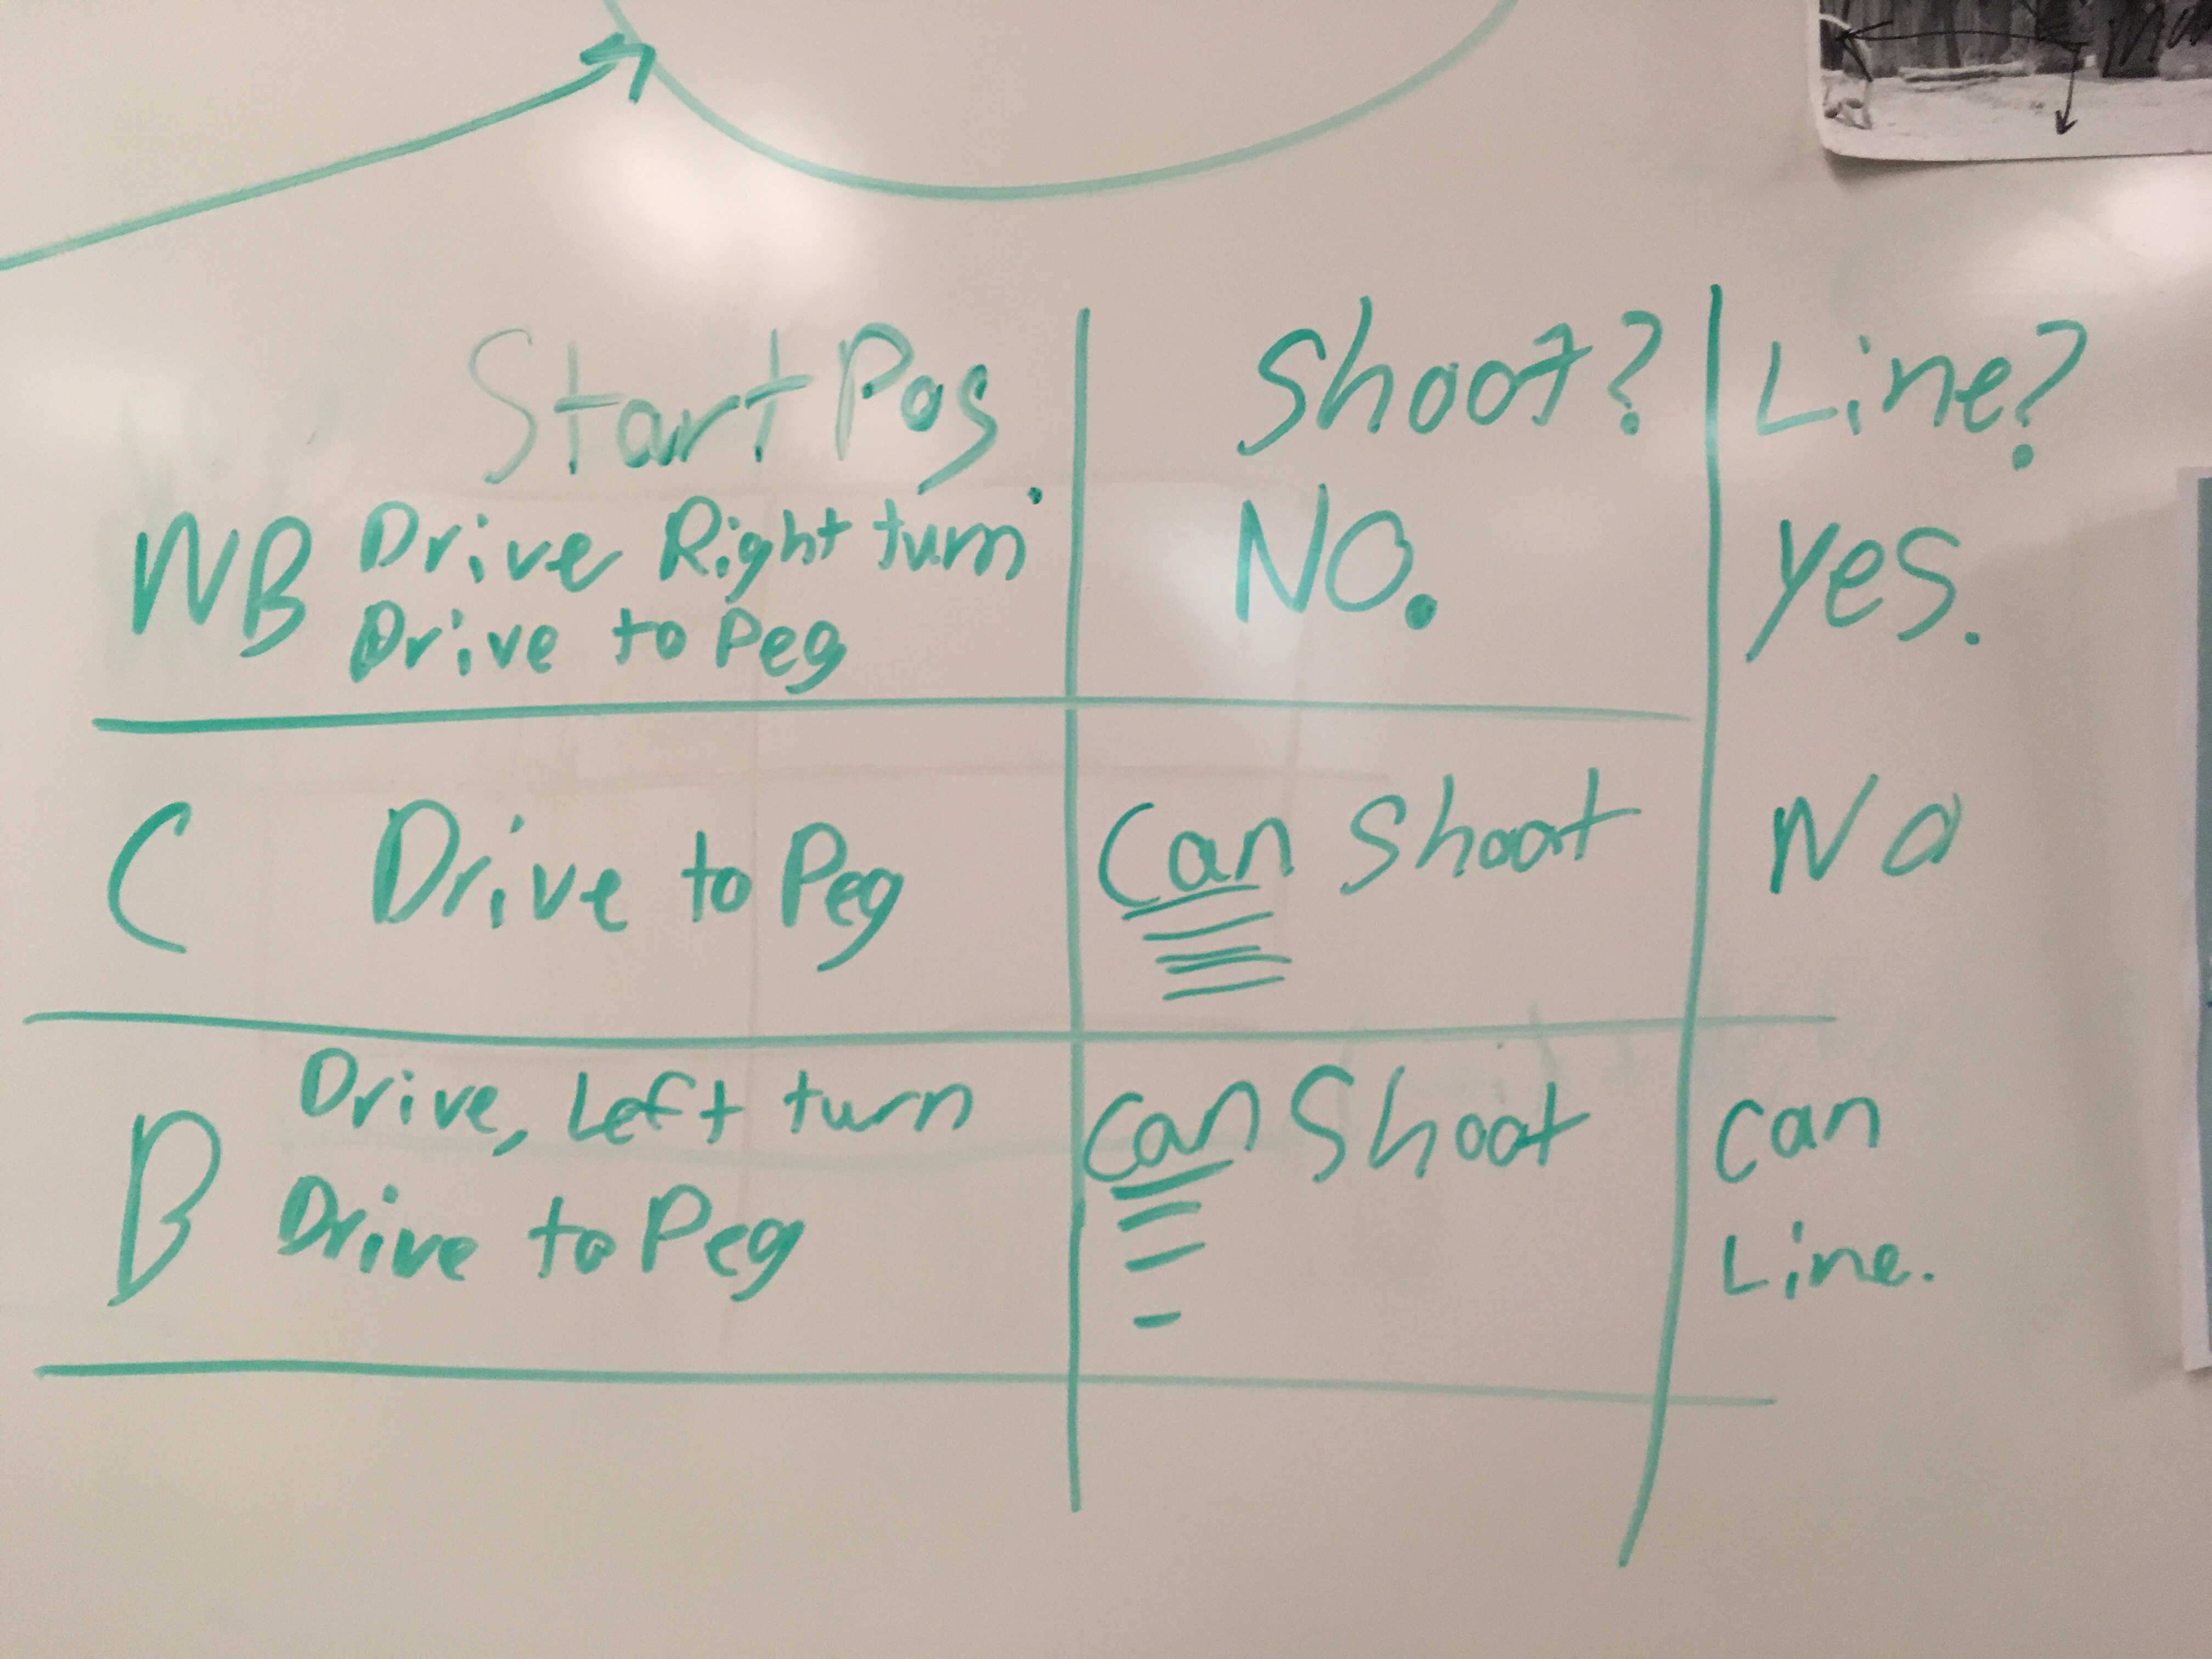 Start Pos. Shoot? Line?
NB Drive Right turn NO. yes.
Drive to Peg
C Drive to Peg Can Shoot No
B Drive, Left turn Can Shoot Can
Drive to Peg Line.